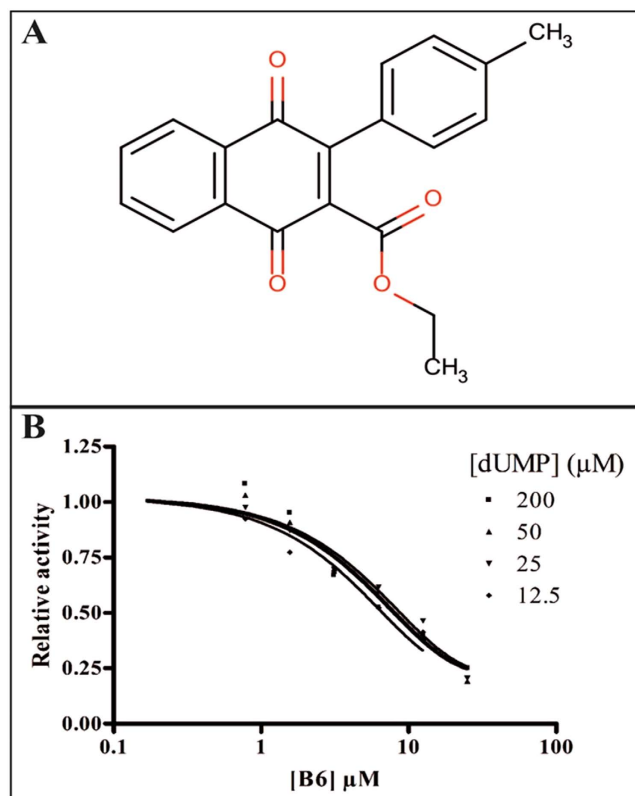 A
O
CH3
O
O
O
CH3
B
1.25
1.00
0.75
0.50
0.25
0.00
Relative activity
0.1
1
10
100
[B6] μM
[dUMP] (μM)
200
50
25
12.5